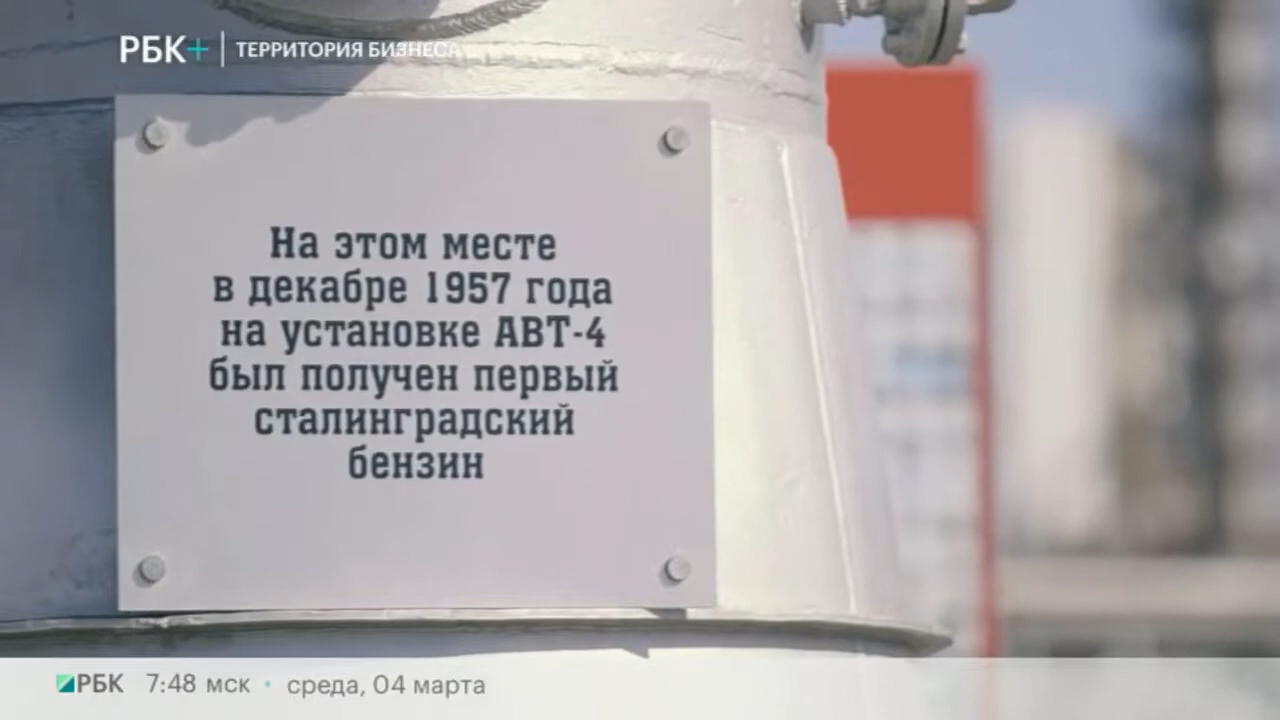 РБК+ | ТЕРРИТОРИЯ БИЗНЕСА
На этом месте
в декабре 1957 года
на установке АВТ-4
был получен первый
сталинградский
бензин
РБК 7:48 мск • среда, 04 марта